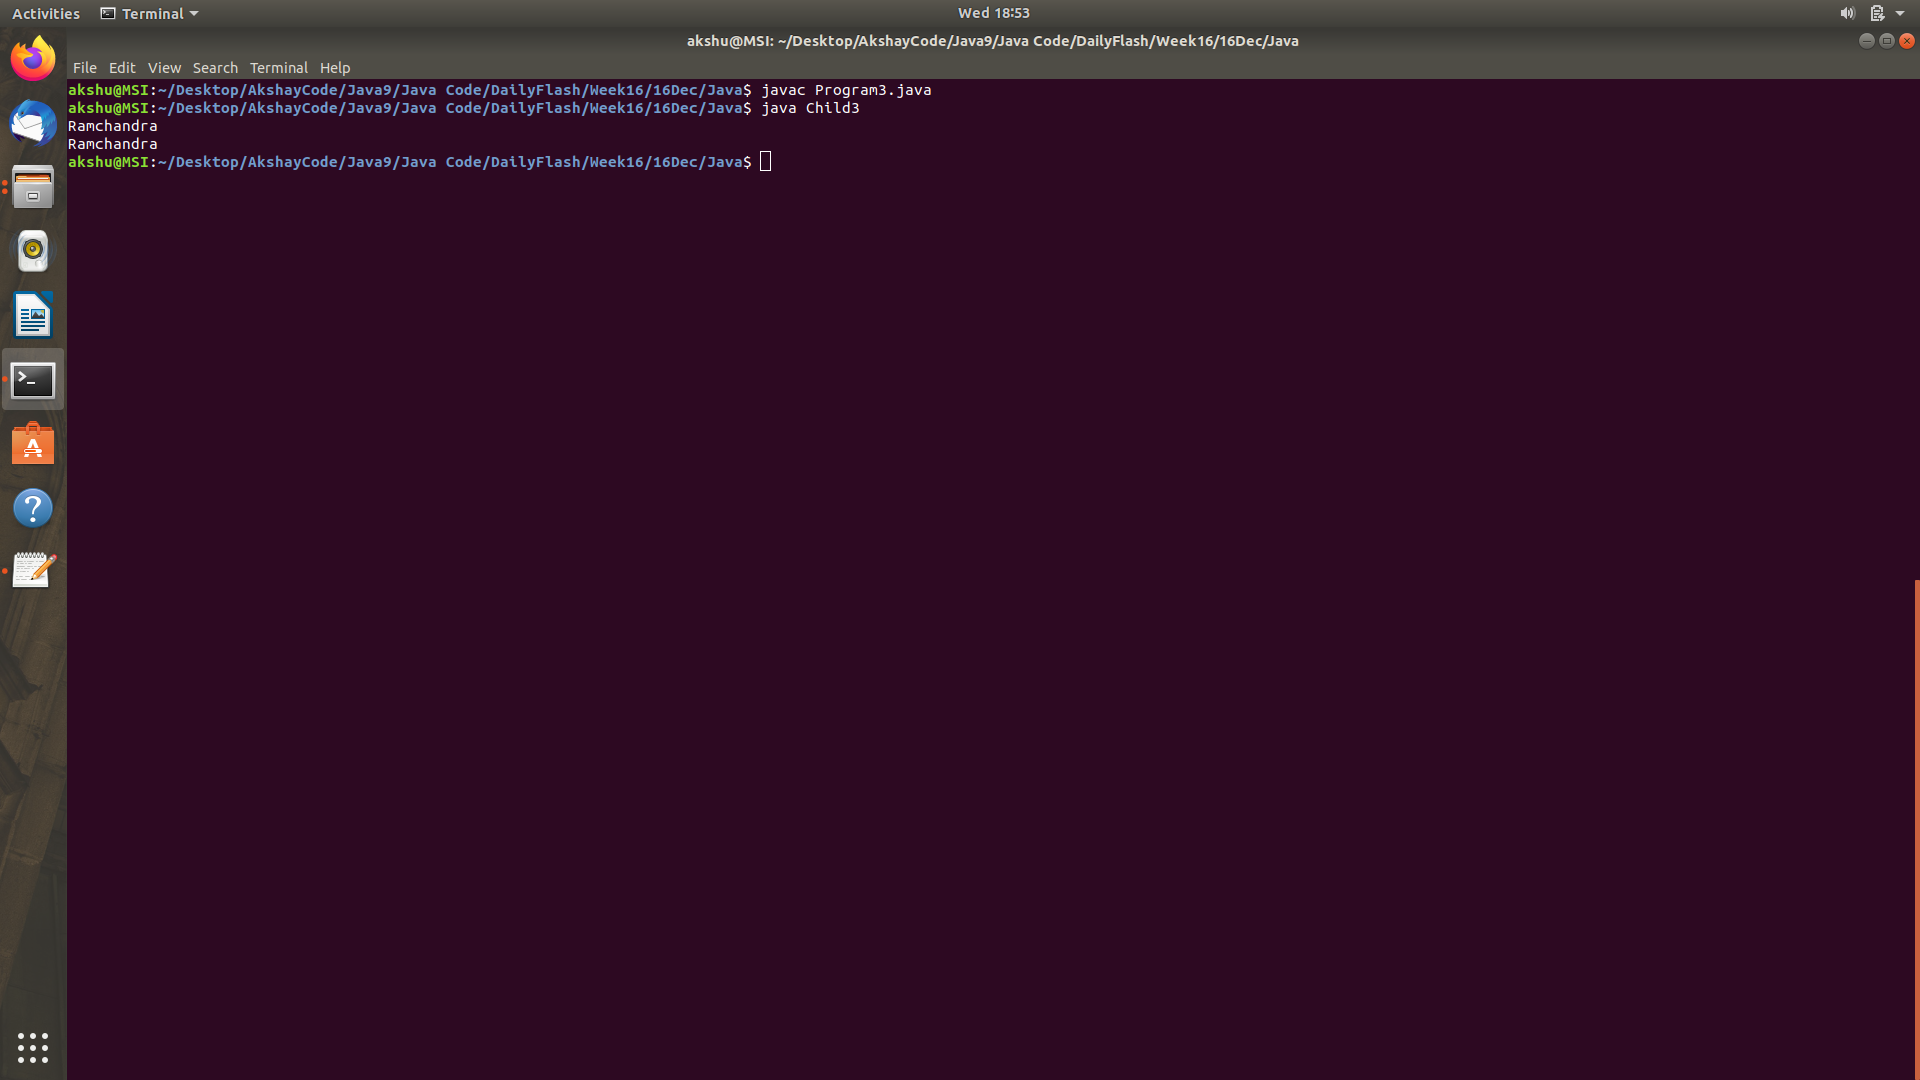 Activities Terminal Wed 18:53
akshu@MSI: ~/Desktop/AkshayCode/Java9/Java Code/DailyFlash/Week16/16Dec/Java
File Edit View Search Terminal Help
akshu@MSI:~/Desktop/AkshayCode/Java9/Java Code/DailyFlash/Week16/16Dec/Java$ javac Program3.java
akshu@MSI:~/Desktop/AkshayCode/Java9/Java Code/DailyFlash/Week16/16Dec/Java$ java Child3
Ramchandra
Ramchandra
akshu@MSI:~/Desktop/AkshayCode/Java9/Java Code/DailyFlash/Week16/16Dec/Java$